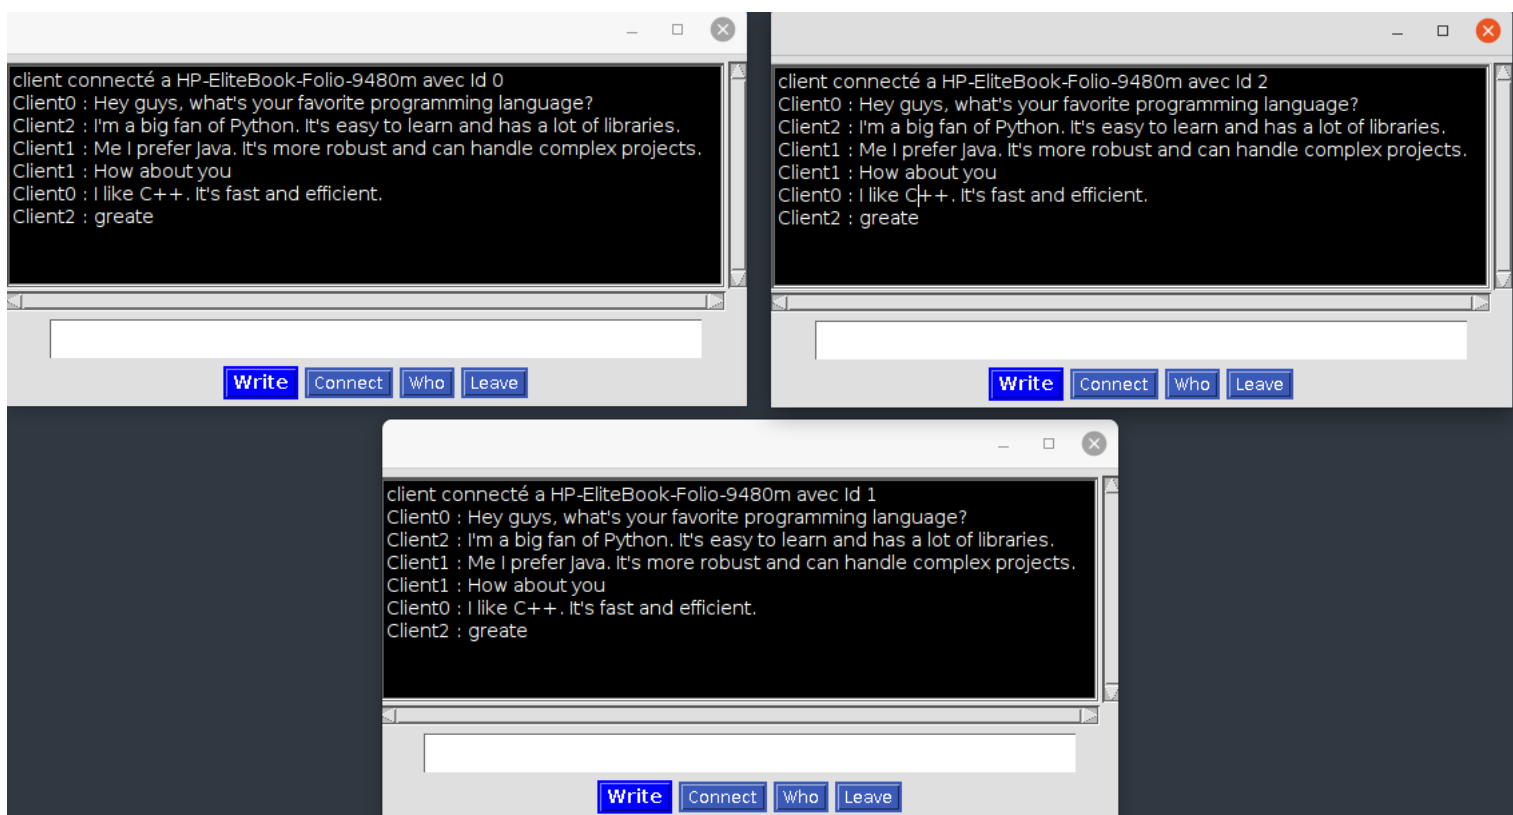 client connecté a HP-EliteBook-Folio-9480m avec Id 0
Client0 : Hey guys, what's your favorite programming language?
Client2 : I'm a big fan of Python. It's easy to learn and has a lot of libraries.
Client1 : Me I prefer Java. It's more robust and can handle complex projects.
Client1 : How about you
Client0 : I like C++. It's fast and efficient.
Client2 : greate
Write Connect Who Leave
client connecté a HP-EliteBook-Folio-9480m avec Id 2
Client0 : Hey guys, what's your favorite programming language?
Client2 : I'm a big fan of Python. It's easy to learn and has a lot of libraries.
Client1 : Me I prefer Java. It's more robust and can handle complex projects.
Client1 : How about you
Client0 : I like C++. It's fast and efficient.
Client2 : greate
Write Connect Who Leave
client connecté a HP-EliteBook-Folio-9480m avec Id 1
Client0 : Hey guys, what's your favorite programming language?
Client2 : I'm a big fan of Python. It's easy to learn and has a lot of libraries.
Client1 : Me I prefer Java. It's more robust and can handle complex projects.
Client1 : How about you
Client0 : I like C++. It's fast and efficient.
Client2 : greate
Write Connect Who Leave